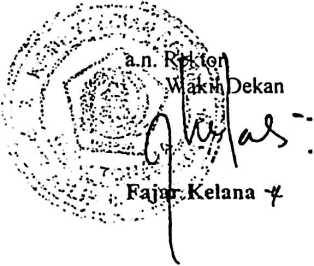 a.n. Rektor
Wakil Dekan
Fajar Kelana